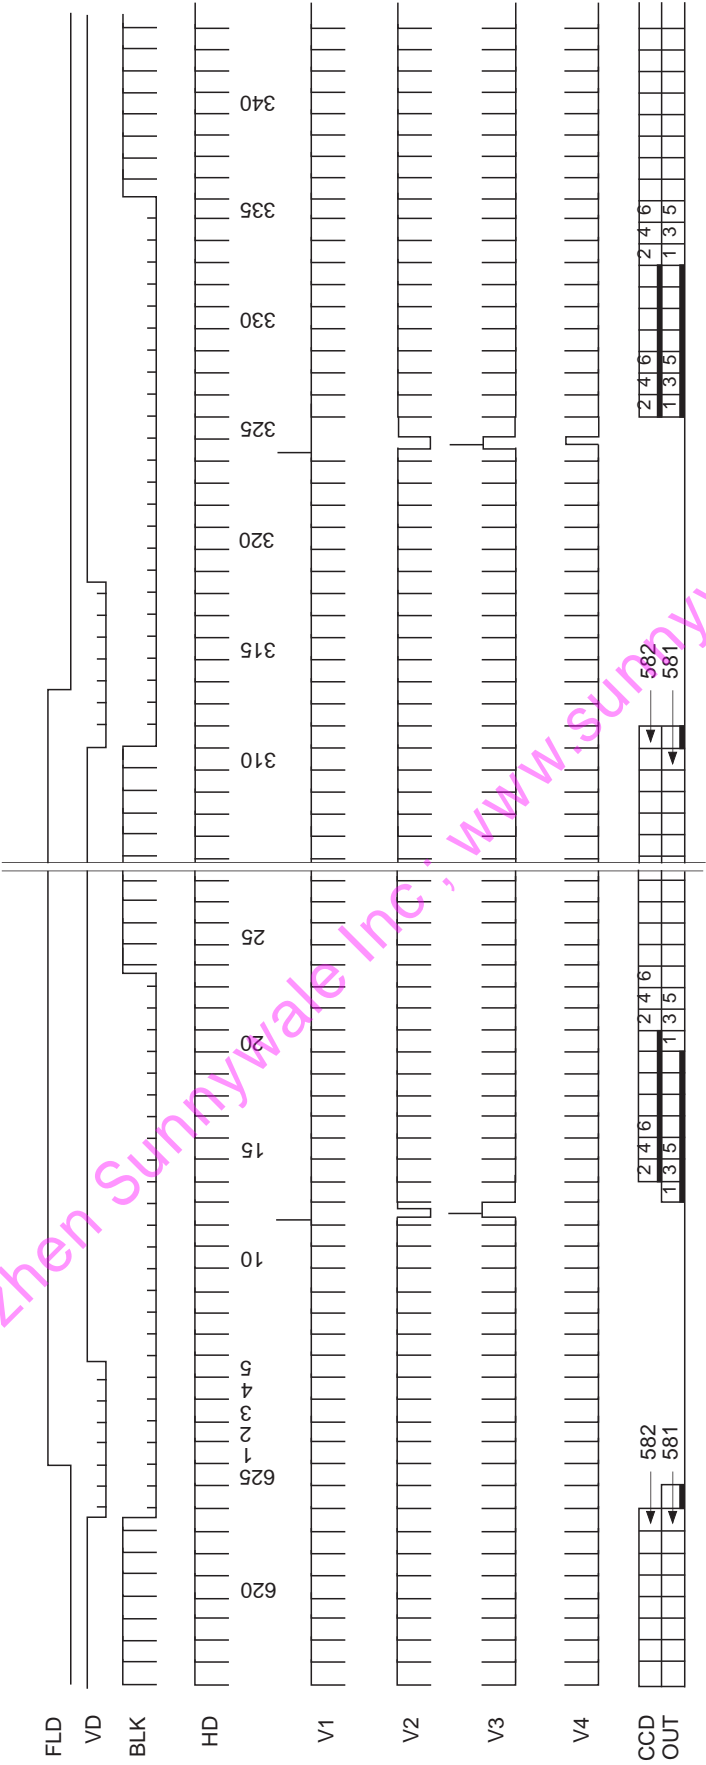 FLD
VD
BLK
HD
620 625 1 2 3 4 5 10 15 20 25 310 315 320 325 330 335 340
V1
V2
V3
V4
CCD 582 2 4 6 2 4 6 582 2 4 6 2 4 6
OUT 581 1 3 5 1 3 5 581 1 3 5 1 3 5
zhen Sunnywale Inc ; www.sunnyw